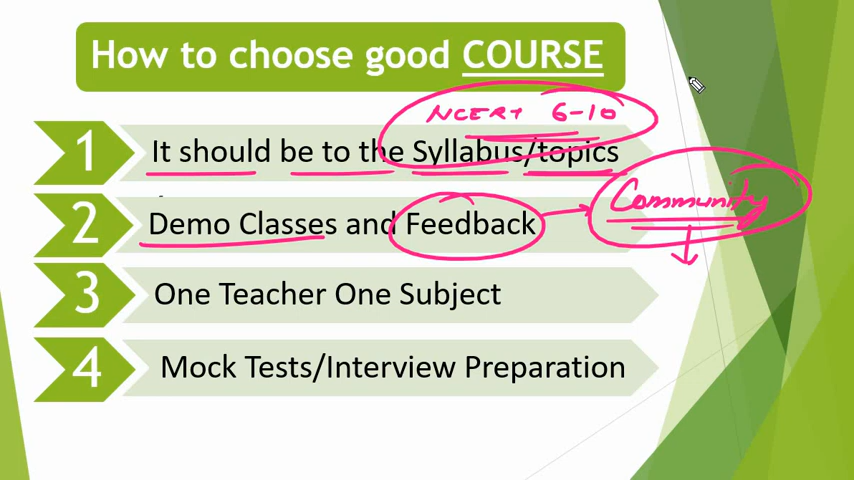 How to choose good COURSE
NCERT 6-10
1 It should be to the Syllabus/topics
Community
2 Demo Classes and Feedback
3 One Teacher One Subject
4 Mock Tests/Interview Preparation